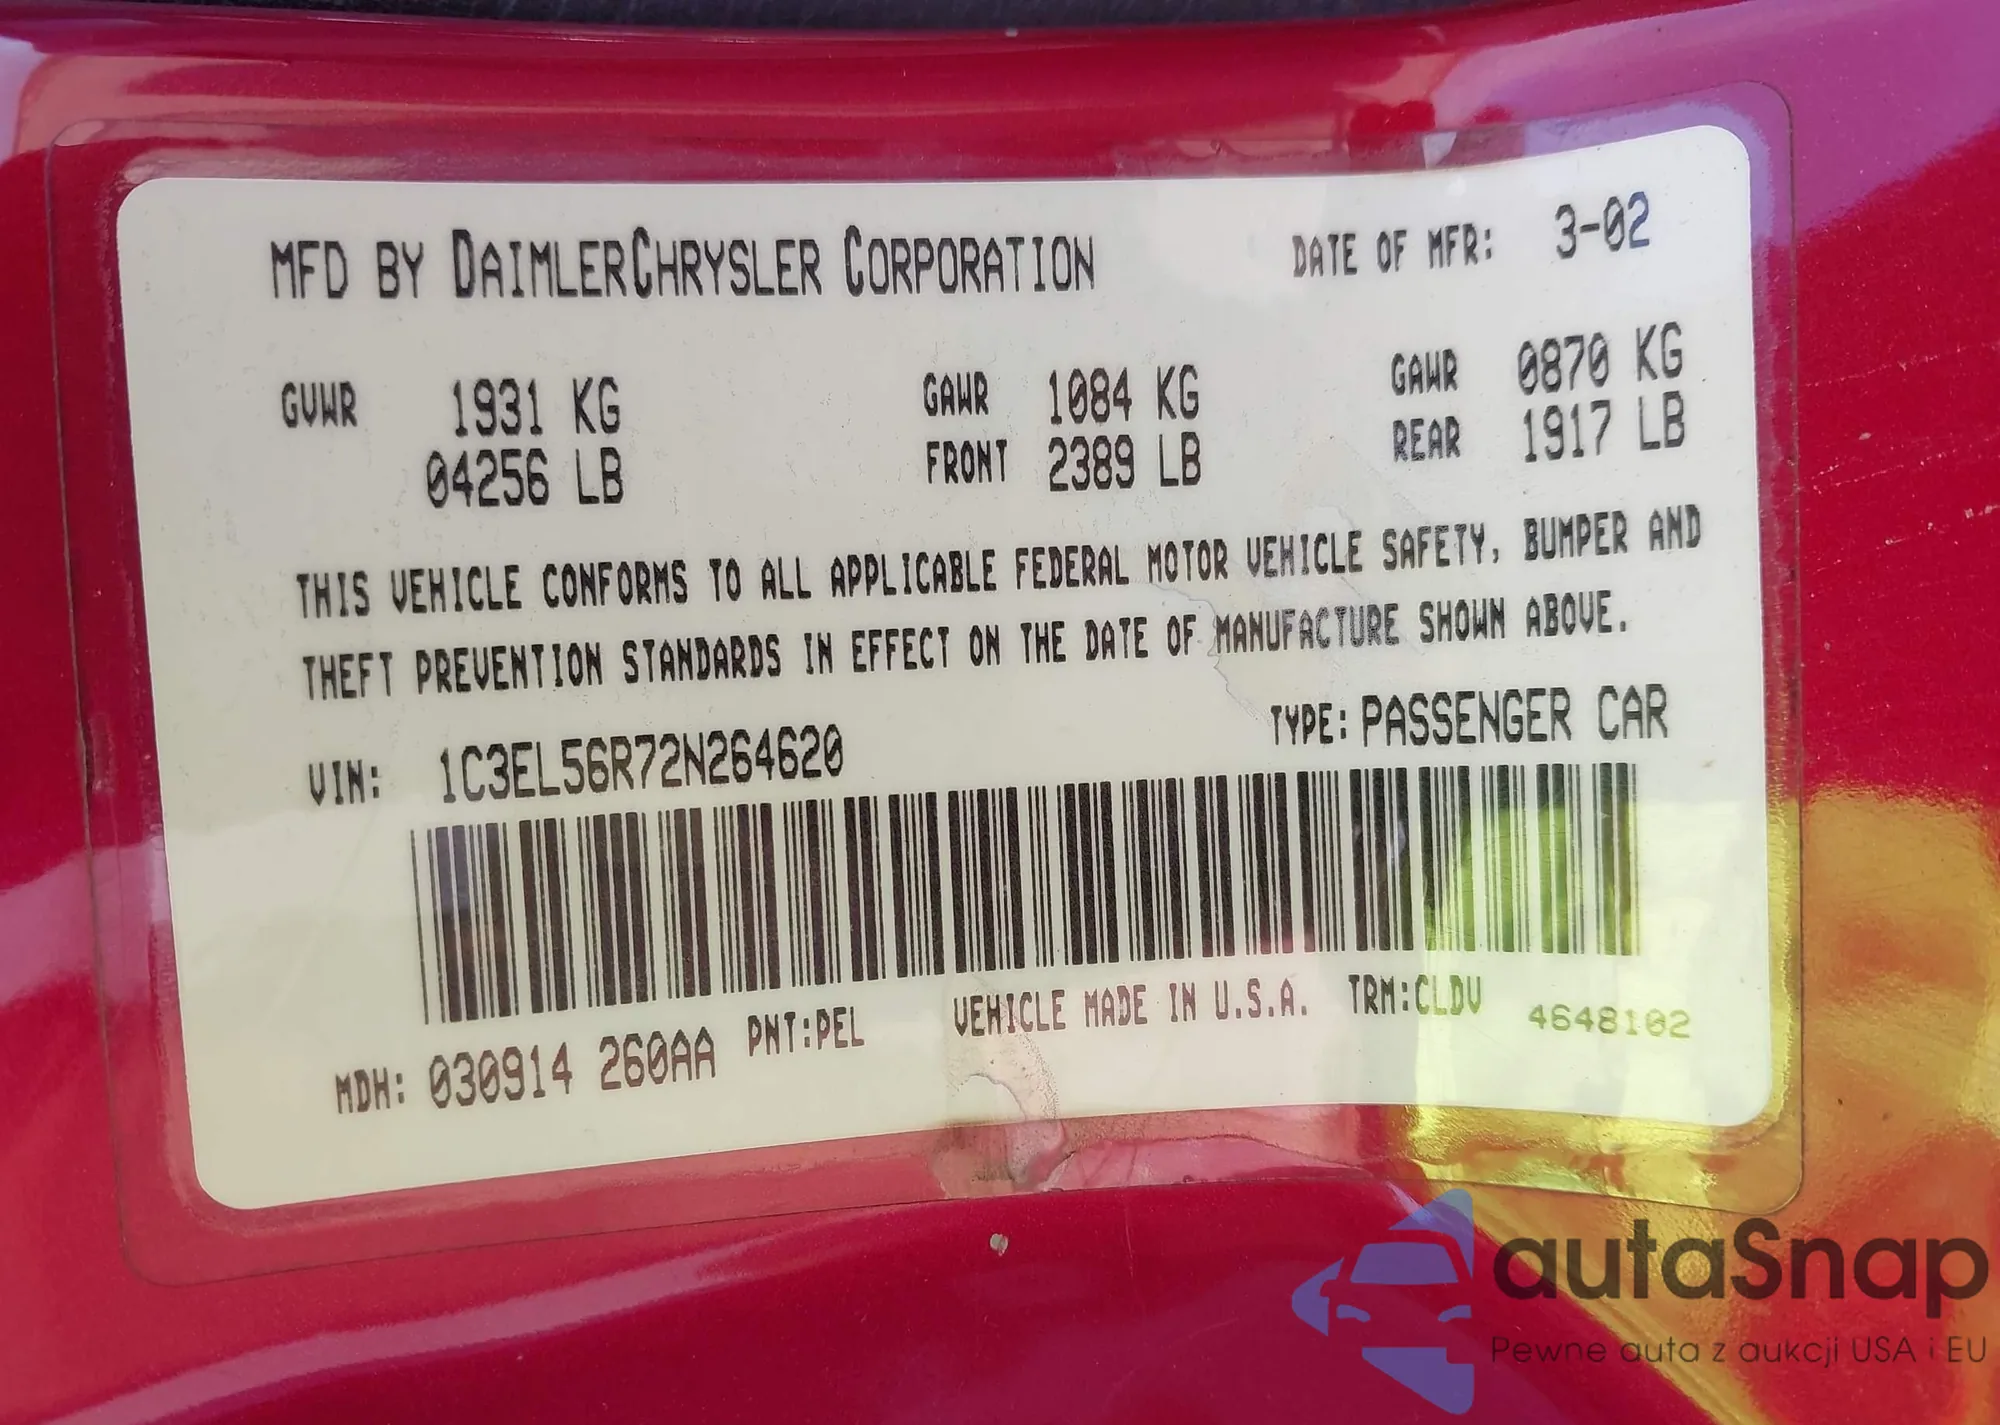 MFD BY DAIMLERCHRYSLER CORPORATION DATE OF MFR: 3-02
GVWR 1931 KG GAWR 1084 KG GAWR 0870 KG
04256 LB FRONT 2389 LB REAR 1917 LB
THIS VEHICLE CONFORMS TO ALL APPLICABLE FEDERAL MOTOR VEHICLE SAFETY, BUMPER AND
THEFT PREVENTION STANDARDS IN EFFECT ON THE DATE OF MANUFACTURE SHOWN ABOVE.
VIN: 1C3EL56R72N264620 TYPE: PASSENGER CAR
MDH: 030914 260AA PNT:PEL VEHICLE MADE IN U.S.A. TRM:CLDV 4648102
autaSnap
Pewne auta z aukcji USA i EU